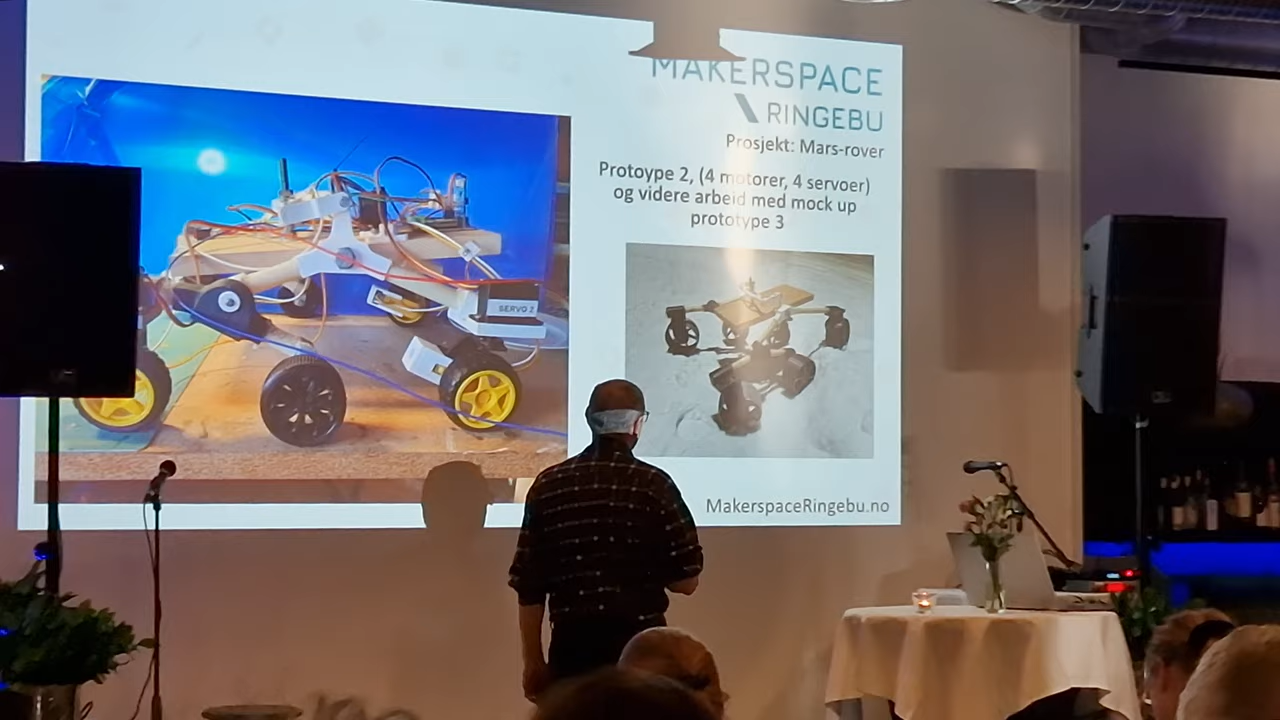 MAKERSPACE
RINGEBU
Prosjekt: Mars-rover
Protoype 2, (4 motorer, 4 servoer)
og videre arbeid med mock up
prototype 3
SERVO 2
MakerspaceRingebu.no